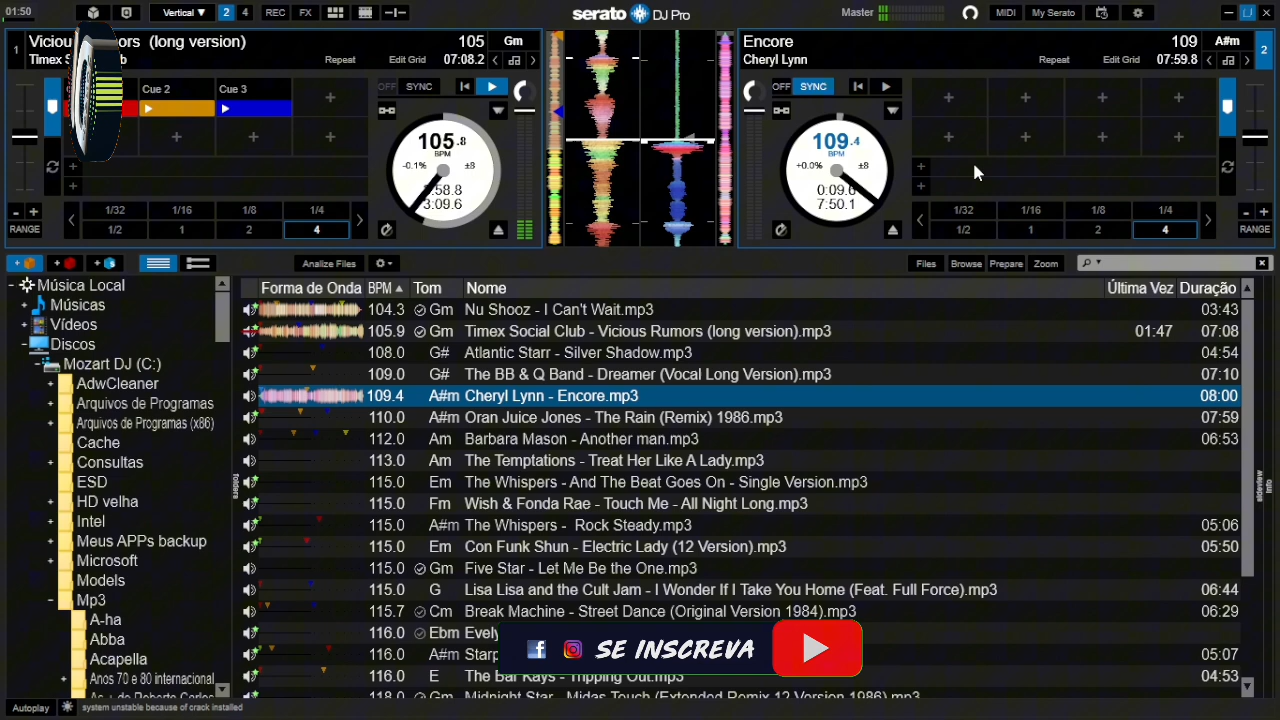 01:50 Vertical ▼ 2 4 REC FX serato DJ Pro Master MIDI My Serato
1 (long version) 105 Gm
Timex 07:08.2
Repeat Edit Grid
Cue 2 Cue 3
OFF SYNC
105.8
BPM
-0.1% ±8
3:09.6
1/32 1/16 1/8 1/4
1/2 1 2 4
- +
RANGE
Encore 109 A#m 2
Cheryl Lynn Repeat Edit Grid 07:59.8
OFF SYNC
109.4
BPM
+0.0% ±8
0:09.6
7:50.1
1/32 1/16 1/8 1/4
1/2 1 2 4
- +
RANGE
Analize Files Files Browse Prepare Zoom
Música Local
Músicas
Vídeos
Discos
Mozart DJ (C:)
AdwCleaner
Arquivos de Programas
Arquivos de Programas (x86)
Cache
Consultas
ESD
HD velha
Intel
Meus APPs backup
Microsoft
Models
Mp3
A-ha
Abba
Acapella
Anos 70 e 80 internacional
folders
Forma de Onda BPM Tom Nome Última Vez Duração
104.3 Gm Nu Shooz - I Can't Wait.mp3 03:43
105.9 Gm Timex Social Club - Vicious Rumors (long version).mp3 01:47 07:08
108.0 G# Atlantic Starr - Silver Shadow.mp3 04:54
109.0 G# The BB & Q Band - Dreamer (Vocal Long Version).mp3 07:10
109.4 A#m Cheryl Lynn - Encore.mp3 08:00
110.0 A#m Oran Juice Jones - The Rain (Remix) 1986.mp3 07:59
112.0 Am Barbara Mason - Another man.mp3 06:53
113.0 Am The Temptations - Treat Her Like A Lady.mp3
115.0 Em The Whispers - And The Beat Goes On - Single Version.mp3
115.0 Fm Wish & Fonda Rae - Touch Me - All Night Long.mp3
115.0 A#m The Whispers - Rock Steady.mp3 05:06
115.0 Em Con Funk Shun - Electric Lady (12 Version).mp3 05:50
115.0 Gm Five Star - Let Me Be the One.mp3
115.0 G Lisa Lisa and the Cult Jam - I Wonder If I Take You Home (Feat. Full Force).mp3 06:44
115.7 Cm Break Machine - Street Dance (Original Version 1984).mp3 06:29
116.0 Ebm
116.0 A#m 05:07
116.0 E The Bar Kays - Tripping Out.mp3 04:53
118.0 Gm Midnight Star - Midas Touch (Extended Remix 12 Version 1986).mp3
sideview
info
SE INSCREVA
Autoplay system unstable because of crack installed